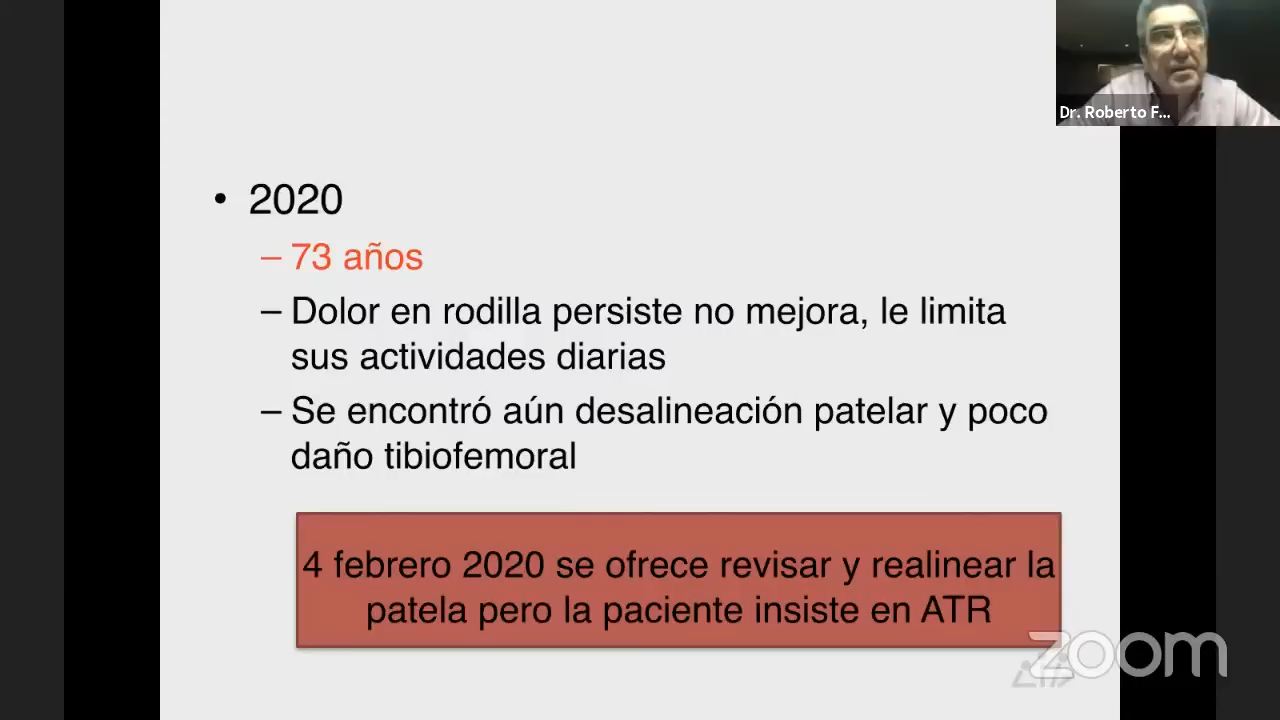 Dr. Roberto F...
• 2020
– 73 años
– Dolor en rodilla persiste no mejora, le limita
sus actividades diarias
– Se encontró aún desalineación patelar y poco
daño tibiofemoral
4 febrero 2020 se ofrece revisar y realinear la
patela pero la paciente insiste en ATR
zoom